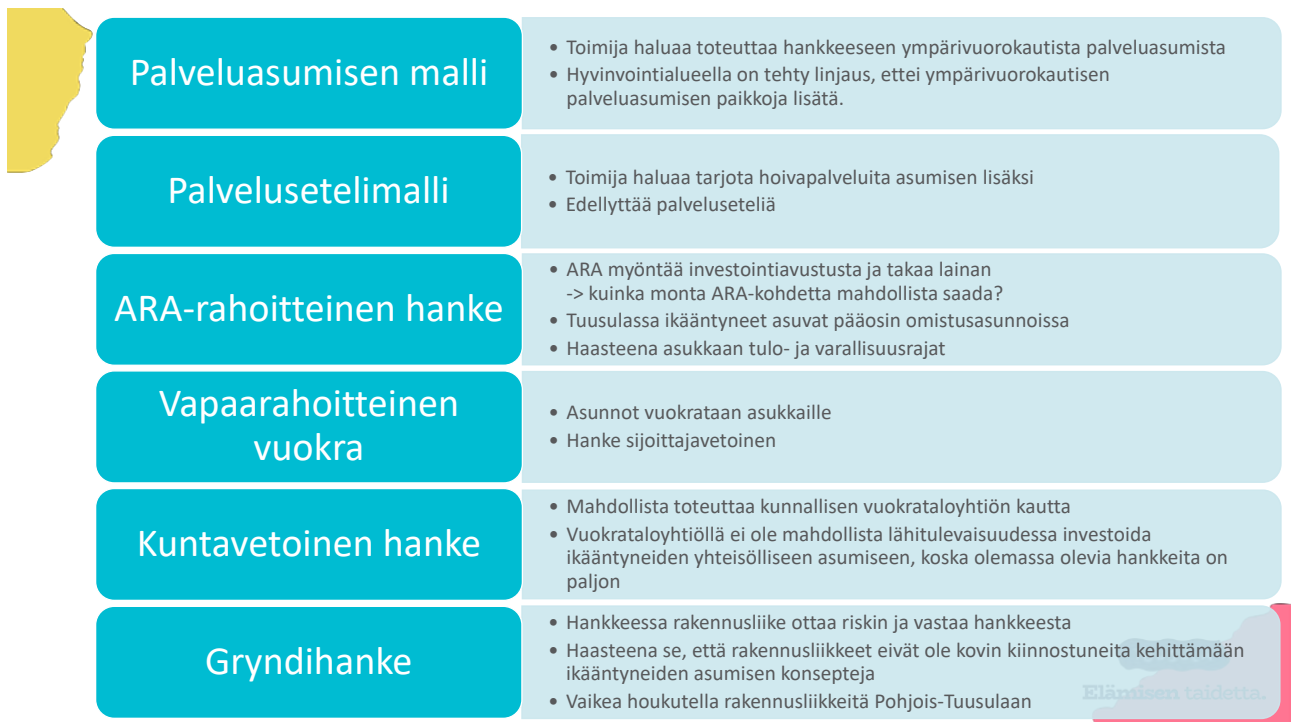 Palveluasumisen malli
• Toimija haluaa toteuttaa hankkeeseen ympärivuorokautista palveluasumista
• Hyvinvointialueella on tehty linjaus, ettei ympärivuorokautisen
palveluasumisen paikkoja lisätä.
Palvelusetelimalli
• Toimija haluaa tarjota hoivapalveluita asumisen lisäksi
• Edellyttää palveluseteliä
ARA-rahoitteinen hanke
• ARA myöntää investointiavustusta ja takaa lainan
-> kuinka monta ARA-kohdetta mahdollista saada?
• Tuusulassa ikääntyneet asuvat pääosin omistusasunnoissa
• Haasteena asukkaan tulo- ja varallisuusrajat
Vapaarahoitteinen
vuokra
• Asunnot vuokrataan asukkaille
• Hanke sijoittajavetoinen
Kuntavetoinen hanke
• Mahdollista toteuttaa kunnallisen vuokrataloyhtiön kautta
• Vuokrataloyhtiöllä ei ole mahdollista lähitulevaisuudessa investoida
ikääntyneiden yhteisölliseen asumiseen, koska olemassa olevia hankkeita on
paljon
Gryndihanke
• Hankkeessa rakennusliike ottaa riskin ja vastaa hankkeesta
• Haasteena se, että rakennusliikkeet eivät ole kovin kiinnostuneita kehittämään
ikääntyneiden asumisen konsepteja
• Vaikea houkutella rakennusliikkeitä Pohjois-Tuusulaan
Elämisen taidetta.